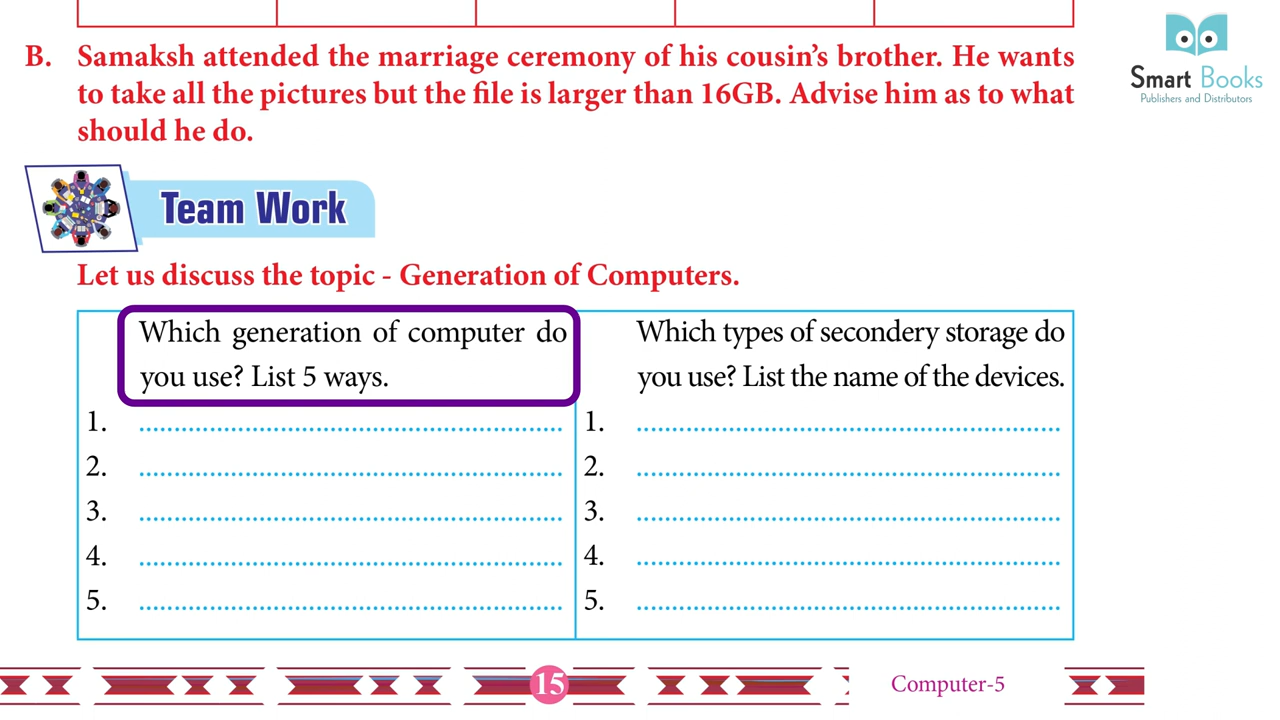 B. Samaksh attended the marriage ceremony of his cousin’s brother. He wants
to take all the pictures but the file is larger than 16GB. Advise him as to what
should he do.
Smart Books
Publishers and Distributors
Team Work
Let us discuss the topic - Generation of Computers.
Which generation of computer do
you use? List 5 ways.
1. ............................................................
2. ............................................................
3. ............................................................
4. ............................................................
5. ............................................................
Which types of secondery storage do
you use? List the name of the devices.
1. ............................................................
2. ............................................................
3. ............................................................
4. ............................................................
5. ............................................................
15
Computer-5